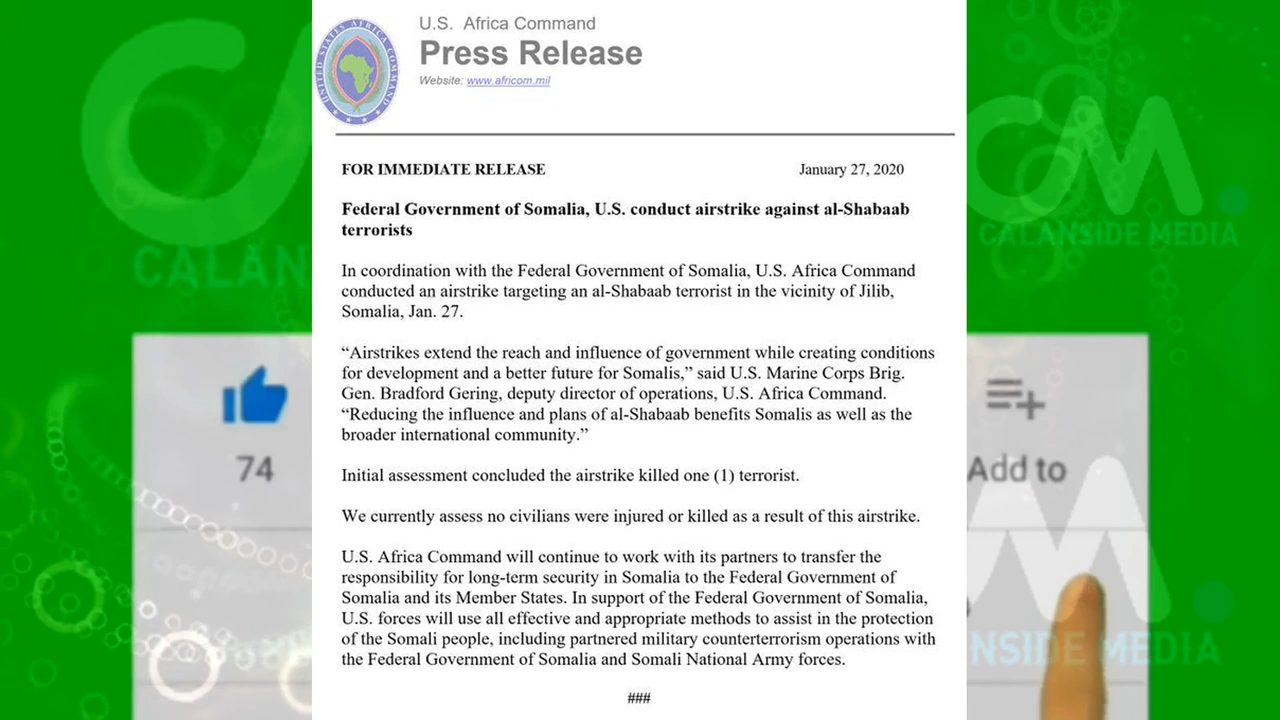 U.S. Africa Command
Press Release
Website: www.africom.mil
UNITED STATES AFRICA COMMAND
FOR IMMEDIATE RELEASE January 27, 2020
Federal Government of Somalia, U.S. conduct airstrike against al-Shabaab
terrorists
In coordination with the Federal Government of Somalia, U.S. Africa Command
conducted an airstrike targeting an al-Shabaab terrorist in the vicinity of Jilib,
Somalia, Jan. 27.
“Airstrikes extend the reach and influence of government while creating conditions
for development and a better future for Somalis,” said U.S. Marine Corps Brig.
Gen. Bradford Gering, deputy director of operations, U.S. Africa Command.
“Reducing the influence and plans of al-Shabaab benefits Somalis as well as the
broader international community.”
Initial assessment concluded the airstrike killed one (1) terrorist.
We currently assess no civilians were injured or killed as a result of this airstrike.
U.S. Africa Command will continue to work with its partners to transfer the
responsibility for long-term security in Somalia to the Federal Government of
Somalia and its Member States. In support of the Federal Government of Somalia,
U.S. forces will use all effective and appropriate methods to assist in the protection
of the Somali people, including partnered military counterterrorism operations with
the Federal Government of Somalia and Somali National Army forces.
###
CALAN
74
CM
CALANSIDE MEDIA
Add to
M
NSIDE MEDIA